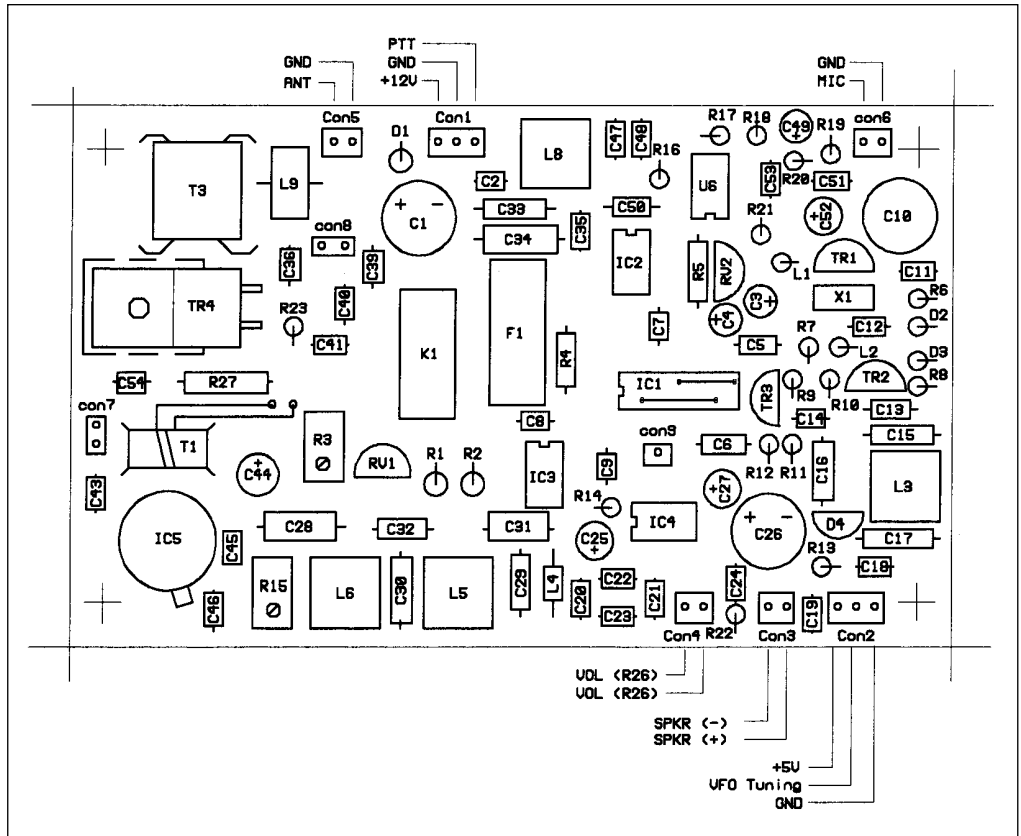 PTT
GND
GND
GND
ANT
+12V
MIC
Con5
D1
Con1
R17
R18
C49
R19
con6
C47
C48
L8
R16
R20
T3
L9
C2
U6
C53
C51
C1
C33
C50
C52
C10
con8
C34
C35
R21
C36
C39
IC2
R5
RV2
L1
TR1
C11
TR4
C40
C3
X1
R6
R23
K1
F1
C7
C4
C12
D2
C41
R4
C5
R7
L2
D3
C54
R27
IC1
TR3
R9
R10
TR2
R8
con7
C8
con9
C14
C13
T1
R3
C6
C15
C44
RV1
R1
R2
IC3
C9
R12
R11
C16
C43
C27
L3
R14
IC5
C28
C32
C31
IC4
C26
D4
C45
C25
C17
R13
R15
L6
C30
L5
C29
L4
C22
C24
C18
C46
C20
C21
C23
C19
Con4
R22
Con3
Con2
VOL (R26)
VOL (R26)
SPKR (-)
SPKR (+)
+5V
VFO Tuning
GND